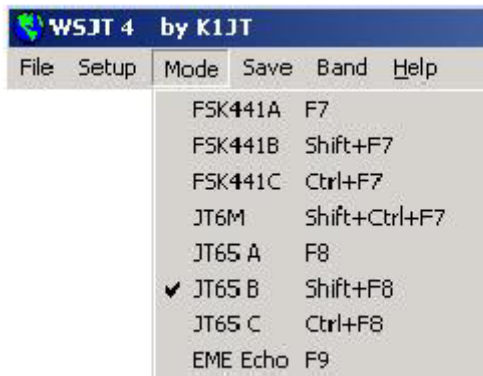 WSJT 4 by K1JT
File Setup Mode Save Band Help
FSK441A F7
FSK441B Shift+F7
FSK441C Ctrl+F7
JT6M Shift+Ctrl+F7
JT65 A F8
JT65 B Shift+F8
JT65 C Ctrl+F8
EME Echo F9